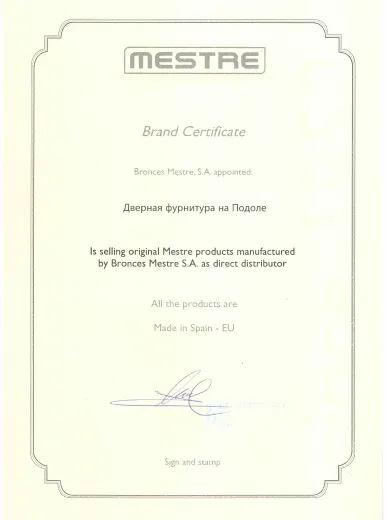 MESTRE
Brand Certificate
Bronces Mestre, S.A. appointed:
Дверная фурнитура на Подоле
Is selling original Mestre products manufactured
by Bronces Mestre S.A. as direct distributor
All the products are
Made in Spain - EU
Sign and stamp